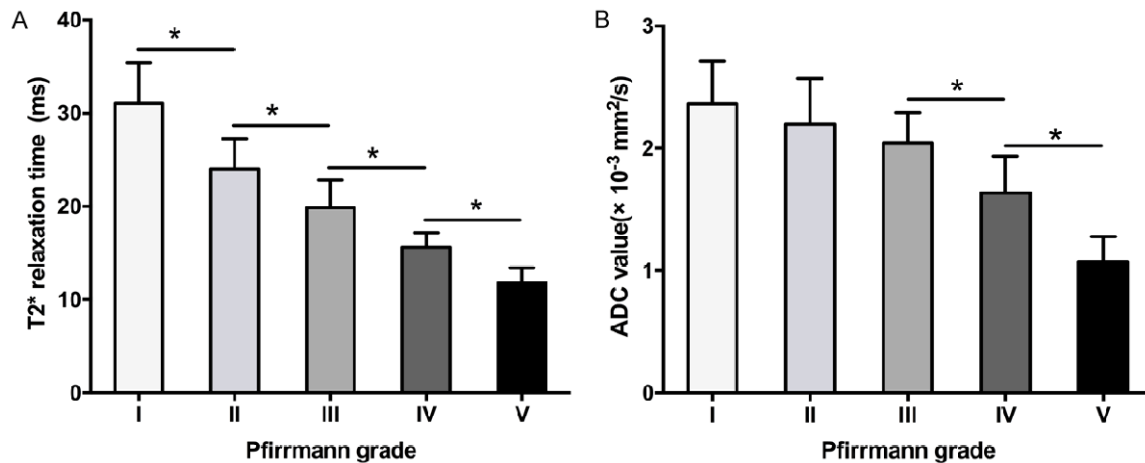 A
T2* relaxation time (ms)
40
30
20
10
0
*
*
*
*
I II III IV V
Pfirrmann grade
B
ADC value(× 10-3 mm2/s)
3
2
1
0
*
*
I II III IV V
Pfirrmann grade